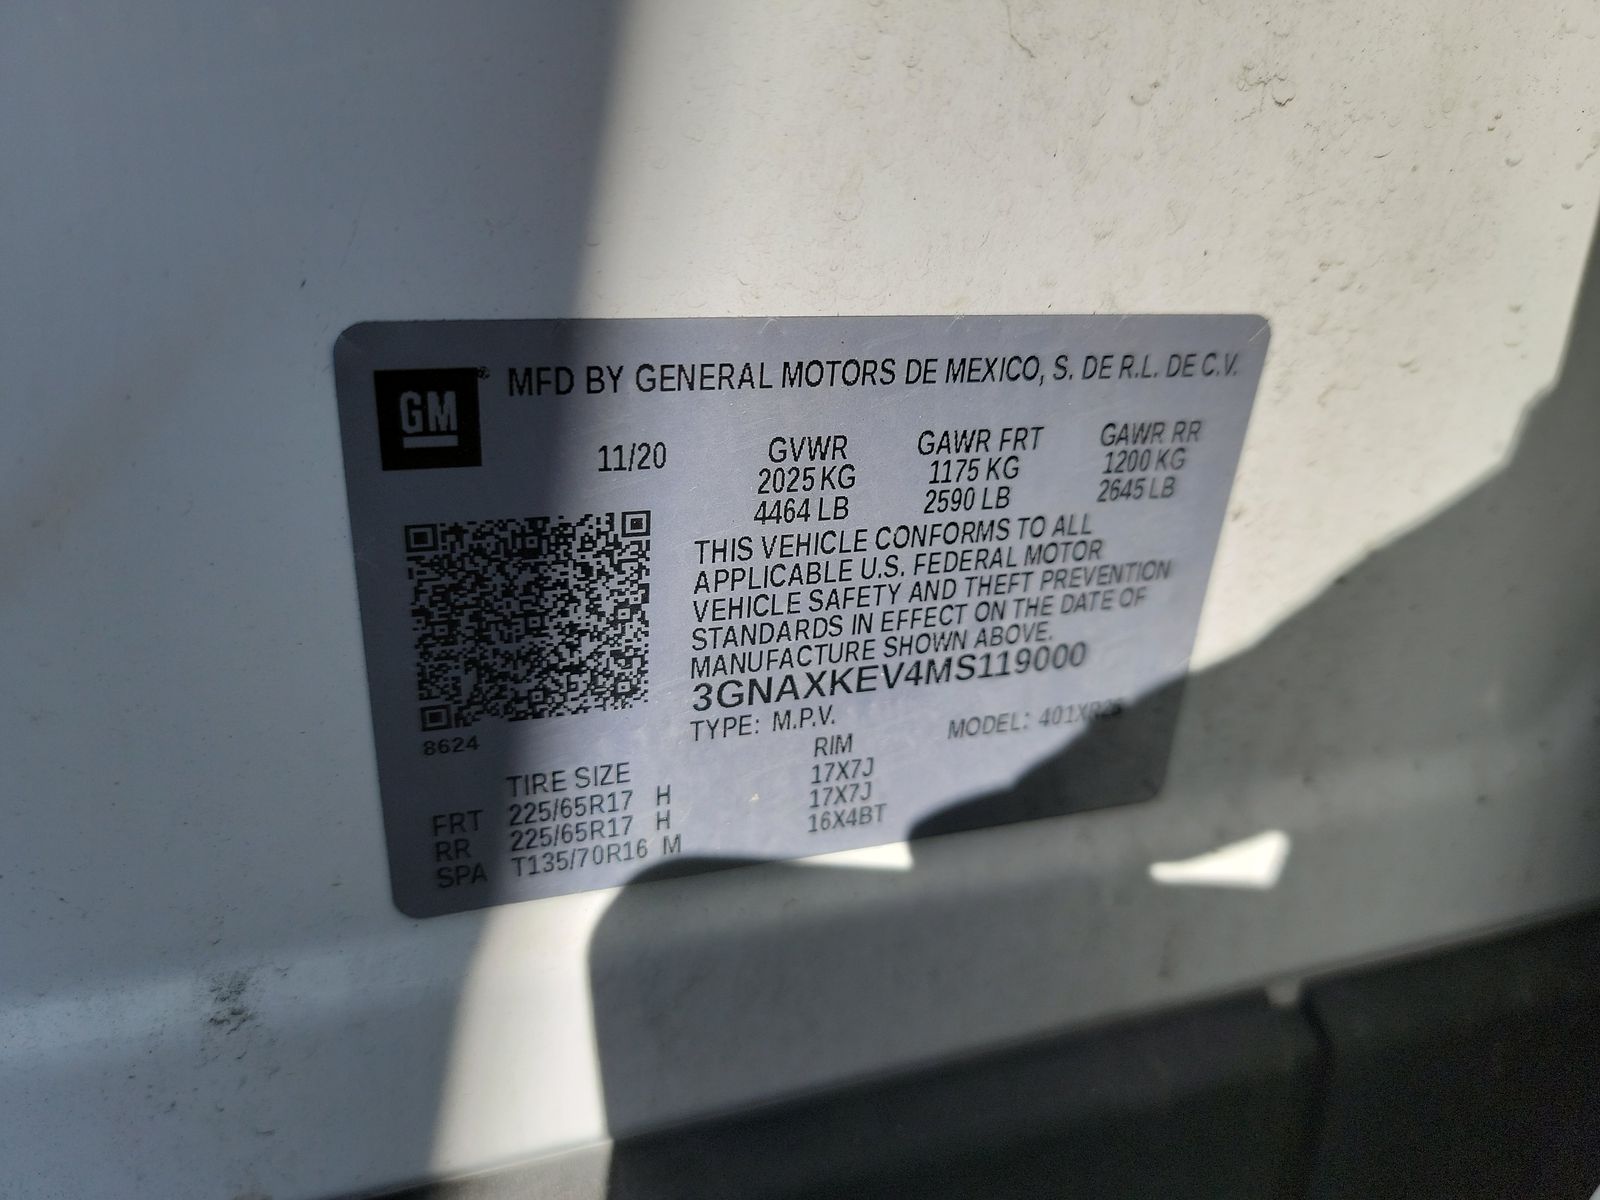 GM
MFD BY GENERAL MOTORS DE MEXICO, S. DE R.L. DE C.V.
11/20 GVWR GAWR FRT GAWR RR
2025 KG 1175 KG 1200 KG
4464 LB 2590 LB 2645 LB
THIS VEHICLE CONFORMS TO ALL
APPLICABLE U.S. FEDERAL MOTOR
VEHICLE SAFETY AND THEFT PREVENTION
STANDARDS IN EFFECT ON THE DATE OF
MANUFACTURE SHOWN ABOVE.
3GNAXKEV4MS119000
TYPE: M.P.V. MODEL: 401XR26
8624
TIRE SIZE RIM
FRT 225/65R17 H 17X7J
RR 225/65R17 H 17X7J
SPA T135/70R16 M 16X4BT